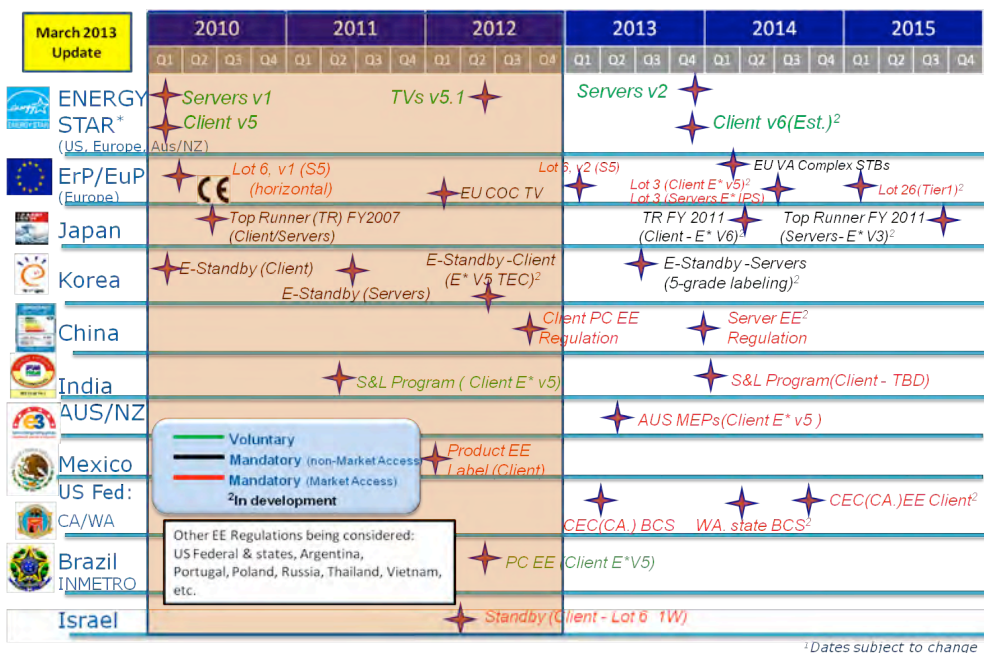 March 2013
Update
2010 2011 2012 2013 2014 2015
Q1 Q2 Q3 Q4 Q1 Q2 Q3 Q4 Q1 Q2 Q3 Q4 Q1 Q2 Q3 Q4 Q1 Q2 Q3 Q4 Q1 Q2 Q3 Q4
ENERGY STAR
ENERGY
STAR*
(US, Europe, Aus/NZ)
Servers v1
Client v5
TVs v5.1
Servers v2
Client v6(Est.)²
ErP/EuP
(Europe)
Lot 6, v1 (S5)
(horizontal)
CE
EU COC TV
Lot 6, v2 (S5)
EU VA Complex STBs
Lot 3 (Client E* v5)²
Lot 3 (Servers E* IPS)
Lot 26(Tier1)²
Japan
Top Runner (TR) FY2007
(Client/Servers)
TR FY 2011
(Client - E* V6)²
Top Runner FY 2011
(Servers- E* V3)²
Korea
E-Standby (Client)
E-Standby (Servers)
E-Standby -Client
(E* V5 TEC)²
E-Standby -Servers
(5-grade labeling)²
China
Client PC EE
Regulation
Server EE²
Regulation
India
S&L Program ( Client E* v5)
S&L Program(Client - TBD)
AUS/NZ
AUS MEPs(Client E* v5 )
Mexico
Product EE
Label (Client)
US Fed:
CA/WA
CEC(CA.) BCS
WA. state BCS²
CEC(CA.)EE Client²
Voluntary
Mandatory (non-Market Access)
Mandatory (Market Access)
²In development
Other EE Regulations being considered:
US Federal & states, Argentina,
Portugal, Poland, Russia, Thailand, Vietnam,
etc.
Brazil
INMETRO
PC EE (Client E*V5)
Israel
Standby (Client - Lot 6 1W)
¹Dates subject to change